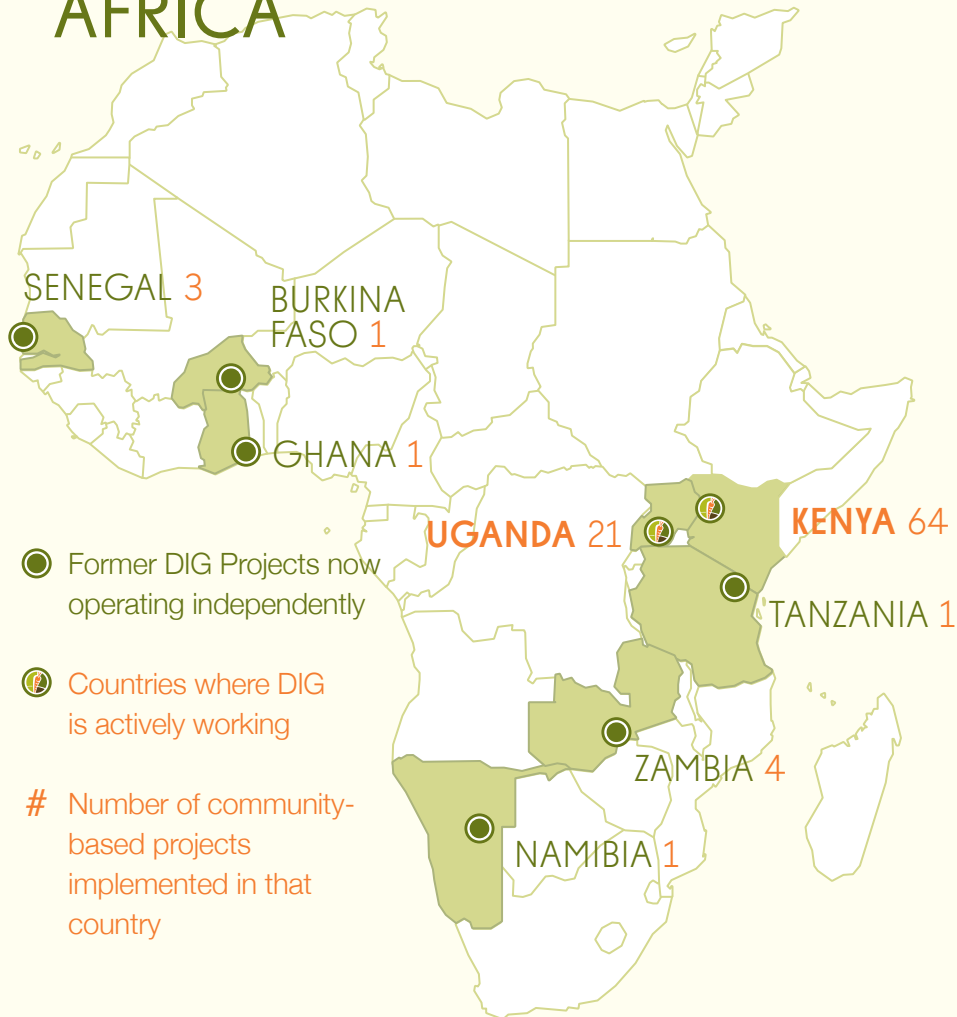 AFRICA
SENEGAL 3
BURKINA
FASO 1
GHANA 1
UGANDA 21
KENYA 64
TANZANIA 1
ZAMBIA 4
NAMIBIA 1
Former DIG Projects now
operating independently
Countries where DIG
is actively working
# Number of community-
based projects
implemented in that
country